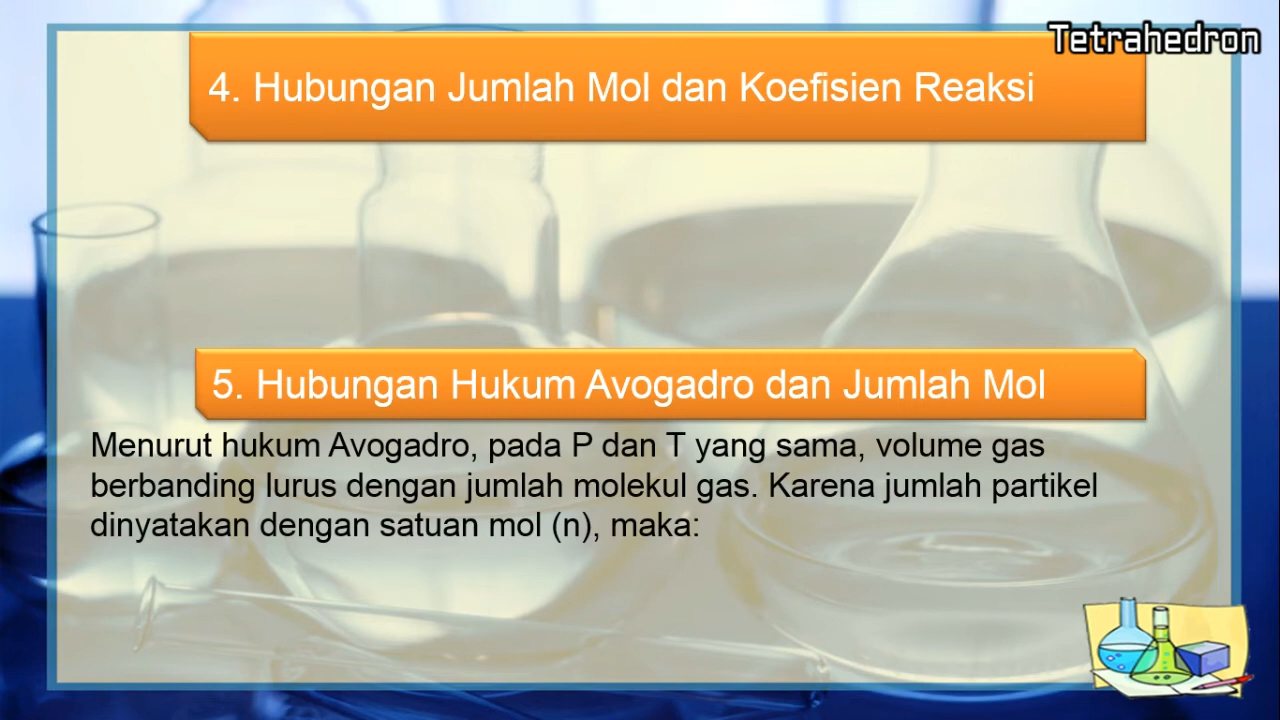 Tetrahedron
4. Hubungan Jumlah Mol dan Koefisien Reaksi
5. Hubungan Hukum Avogadro dan Jumlah Mol
Menurut hukum Avogadro, pada P dan T yang sama, volume gas
berbanding lurus dengan jumlah molekul gas. Karena jumlah partikel
dinyatakan dengan satuan mol (n), maka: